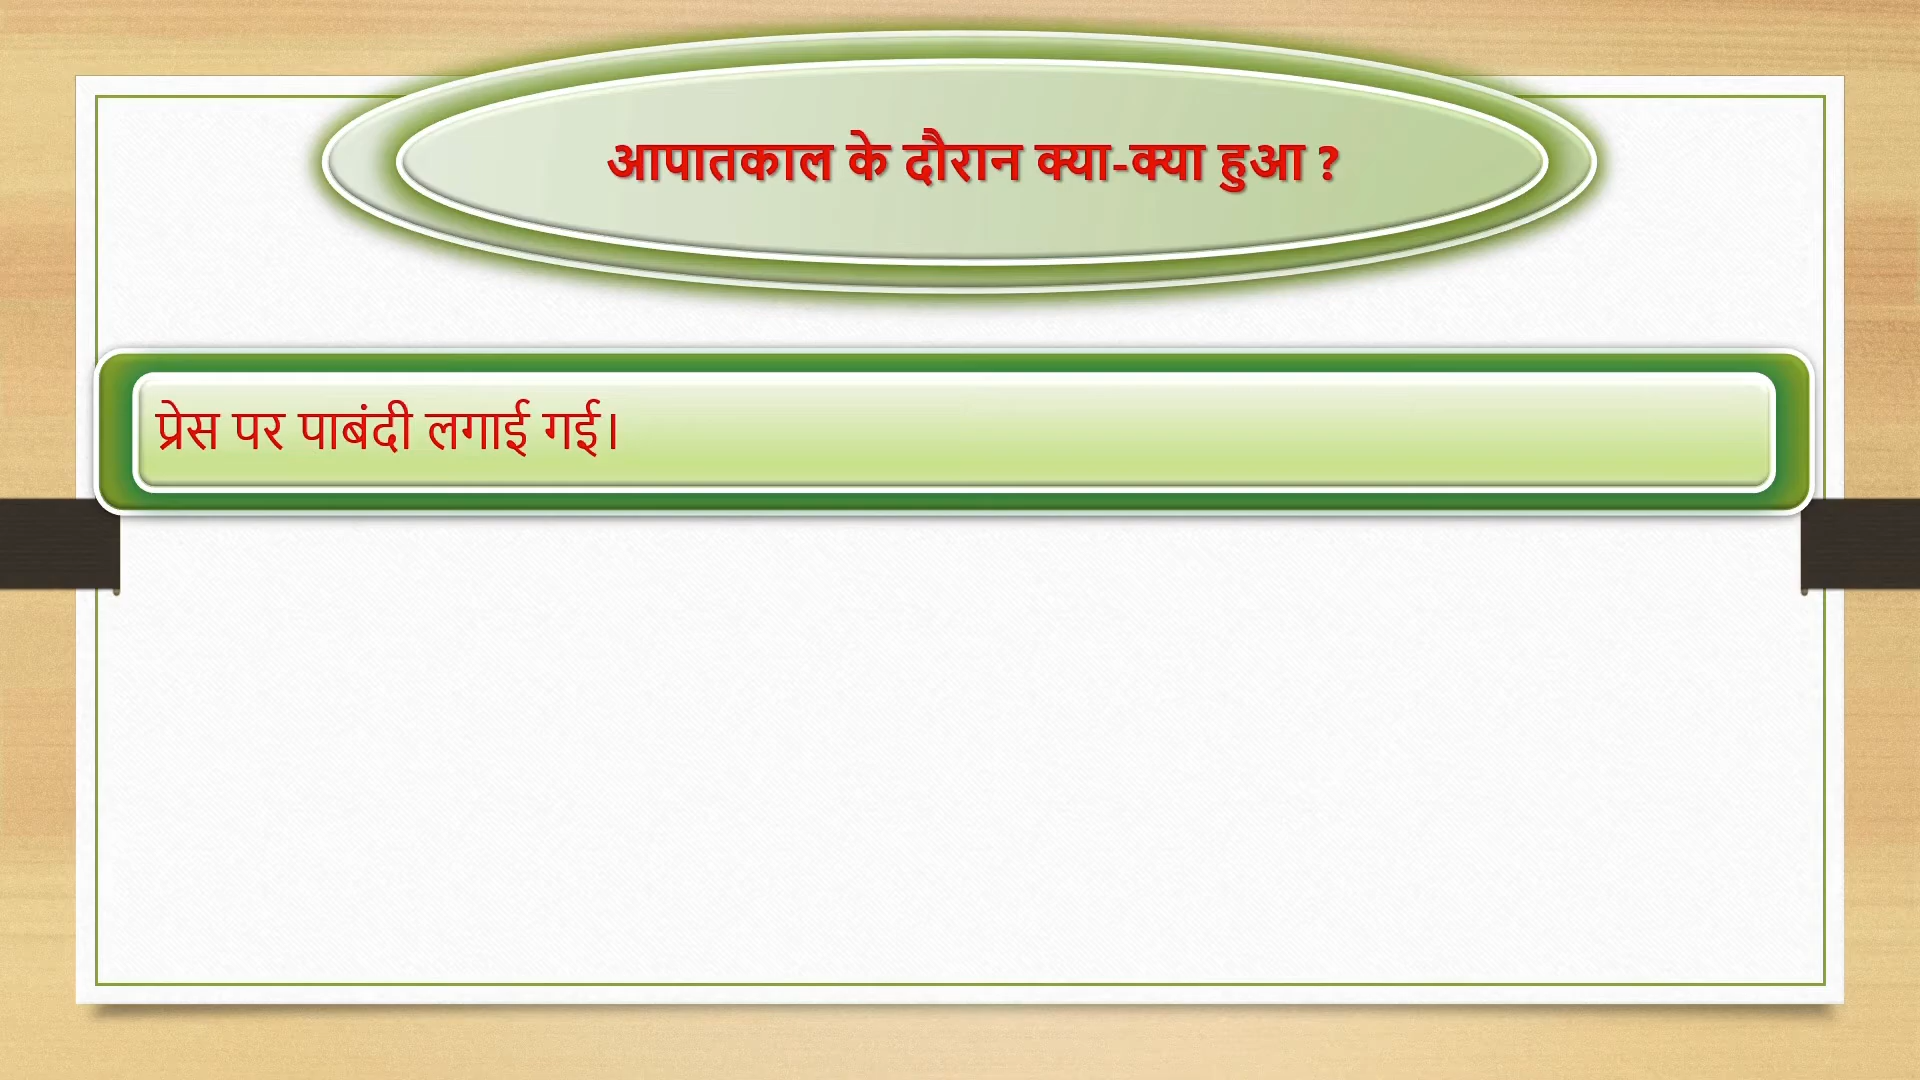 आपातकाल के दौरान क्या-क्या हुआ ?
प्रेस पर पाबंदी लगाई गई।